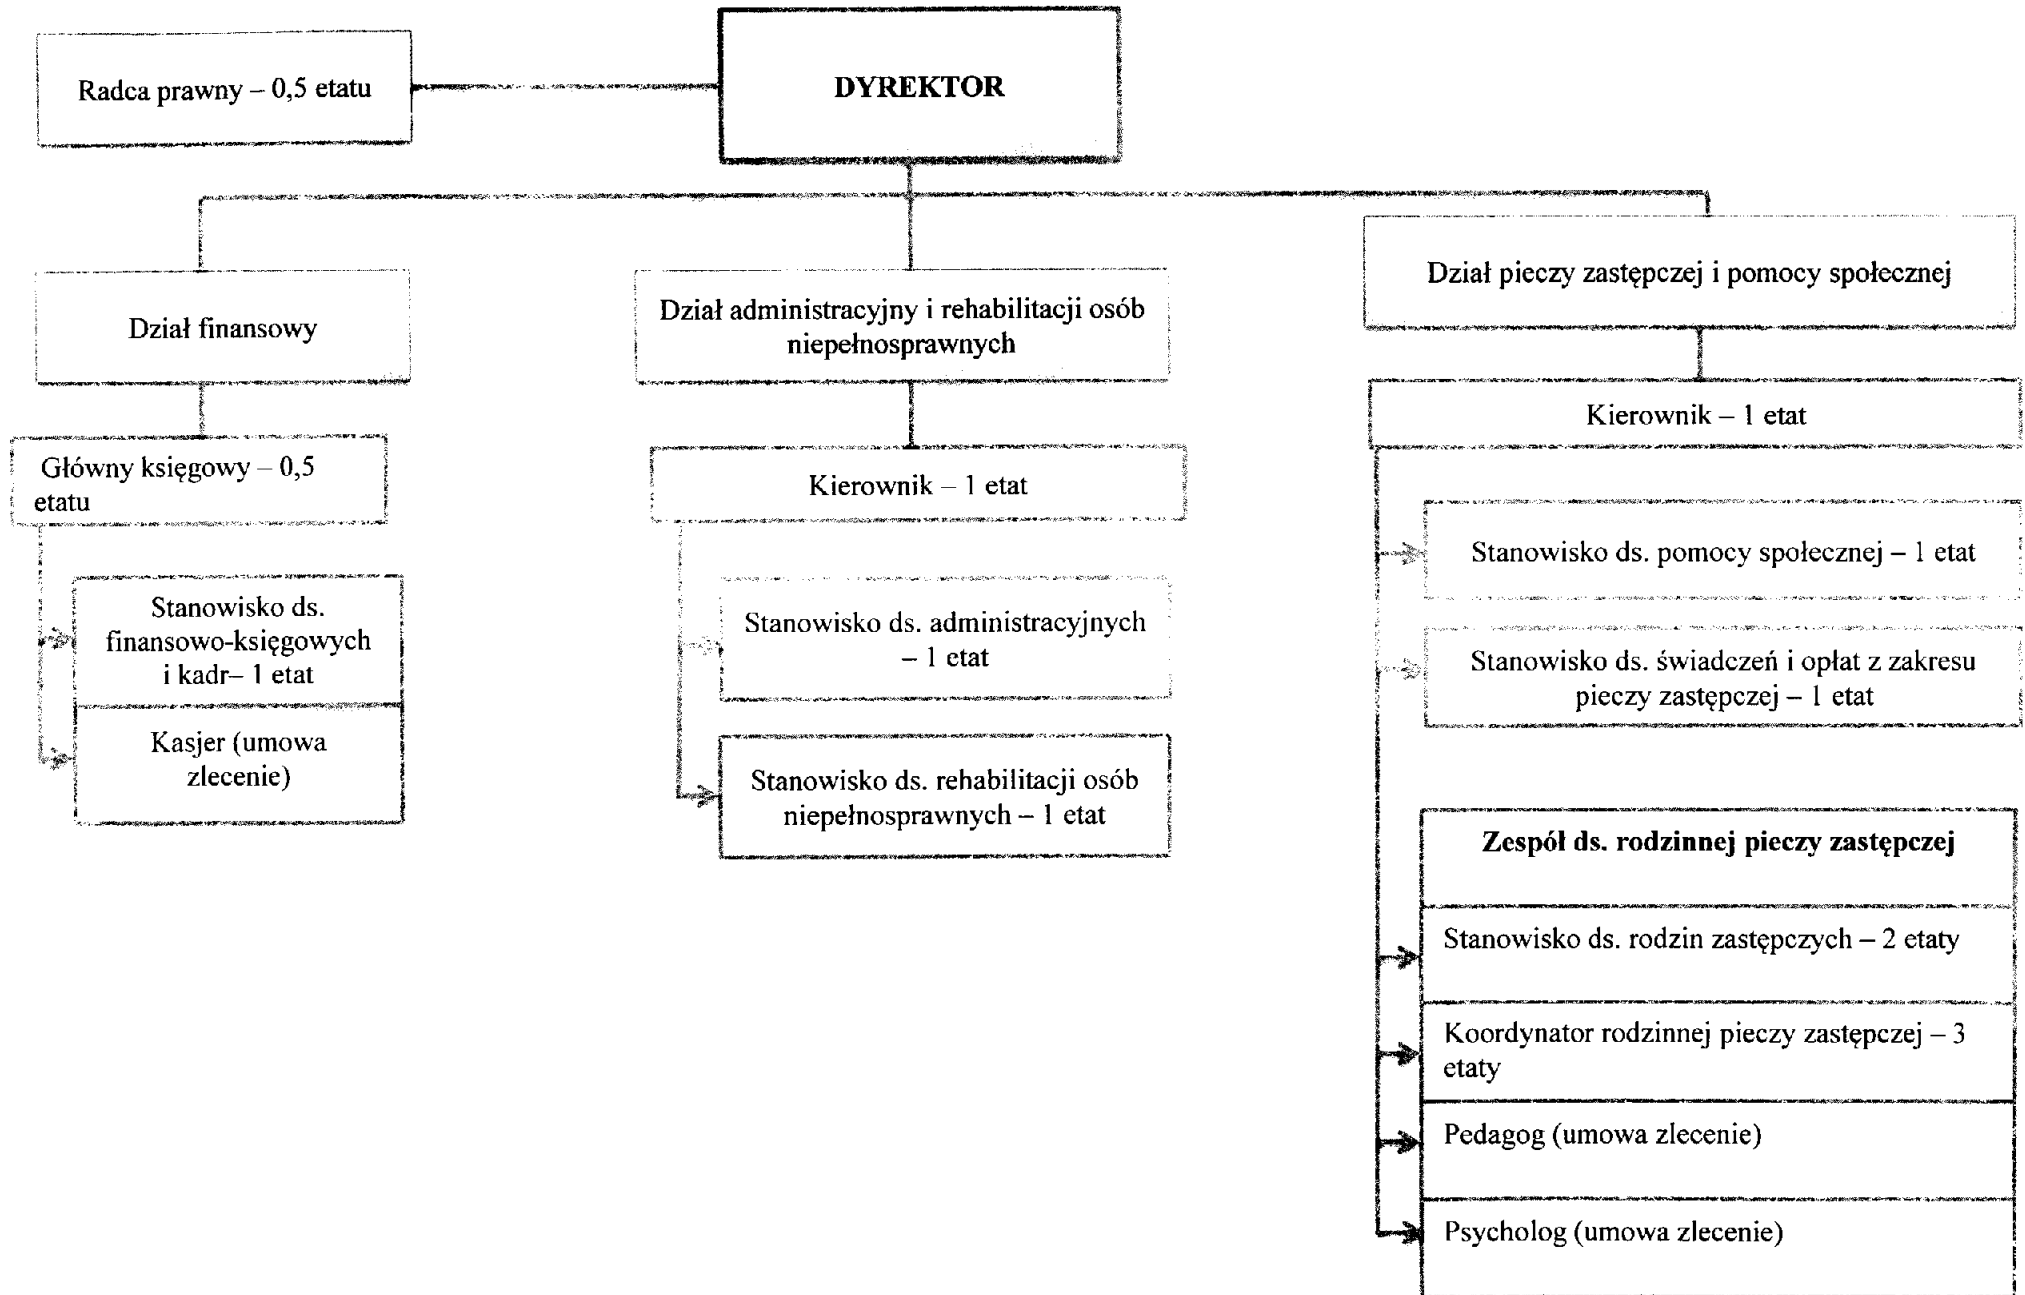 Radca prawny – 0,5 etatu
DYREKTOR
Dział finansowy
Główny księgowy – 0,5
etatu
Stanowisko ds.
finansowo-księgowych
i kadr– 1 etat
Kasjer (umowa
zlecenie)
Dział administracyjny i rehabilitacji osób
niepełnosprawnych
Kierownik – 1 etat
Stanowisko ds. administracyjnych
– 1 etat
Stanowisko ds. rehabilitacji osób
niepełnosprawnych – 1 etat
Dział pieczy zastępczej i pomocy społecznej
Kierownik – 1 etat
Stanowisko ds. pomocy społecznej – 1 etat
Stanowisko ds. świadczeń i opłat z zakresu
pieczy zastępczej – 1 etat
Zespół ds. rodzinnej pieczy zastępczej
Stanowisko ds. rodzin zastępczych – 2 etaty
Koordynator rodzinnej pieczy zastępczej – 3
etaty
Pedagog (umowa zlecenie)
Psycholog (umowa zlecenie)